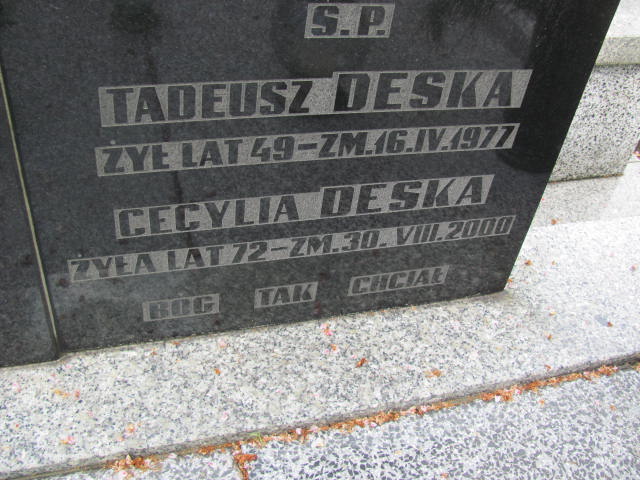 Ś.P.
TADEUSZ DESKA
ŻYŁ LAT 49-ZM.16.IV.1977
CECYLIA DESKA
ŻYŁA LAT 72-ZM.30.VIII.2000
BÓG TAK CHCIAŁ